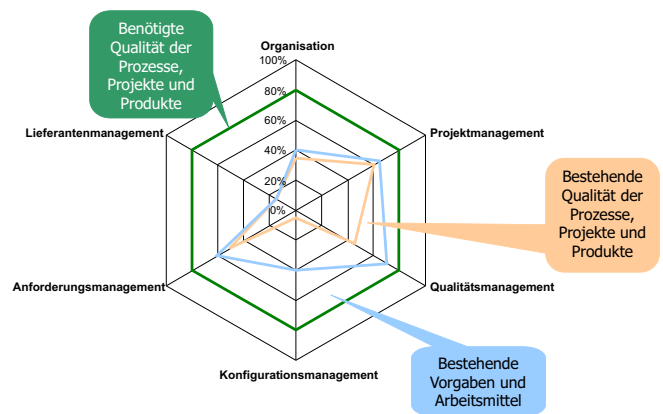 Benötigte
Qualität der
Prozesse,
Projekte und
Produkte
Organisation
100%
80%
60%
40%
20%
0%
Lieferantenmanagement
Projektmanagement
Bestehende
Qualität der
Prozesse,
Projekte und
Produkte
Anforderungsmanagement
Qualitätsmanagement
Konfigurationsmanagement
Bestehende
Vorgaben und
Arbeitsmittel